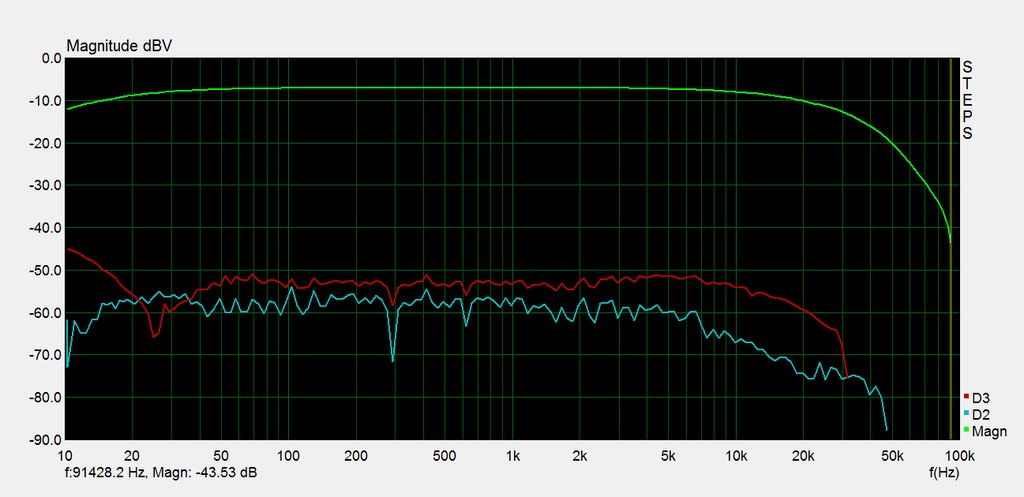 Magnitude dBV
0.0
-10.0
-20.0
-30.0
-40.0
-50.0
-60.0
-70.0
-80.0
-90.0
S
T
E
P
S
D3
D2
Magn
10 20 50 100 200 500 1k 2k 5k 10k 20k 50k 100k
f:91428.2 Hz, Magn: -43.53 dB f(Hz)